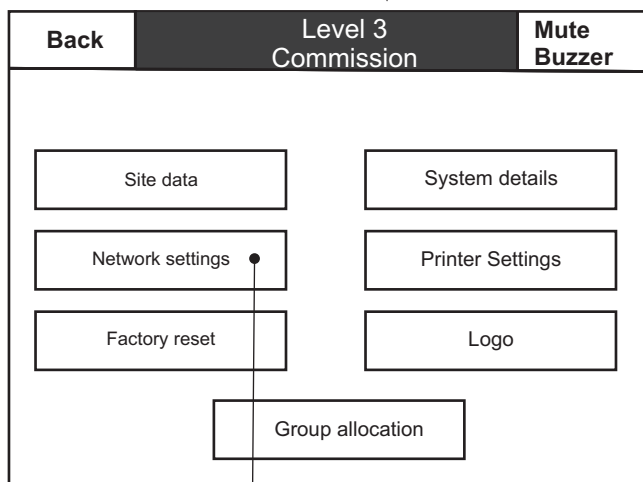 Back
Level 3
Commission
Mute
Buzzer
Site data
System details
Network settings
Printer Settings
Factory reset
Logo
Group allocation